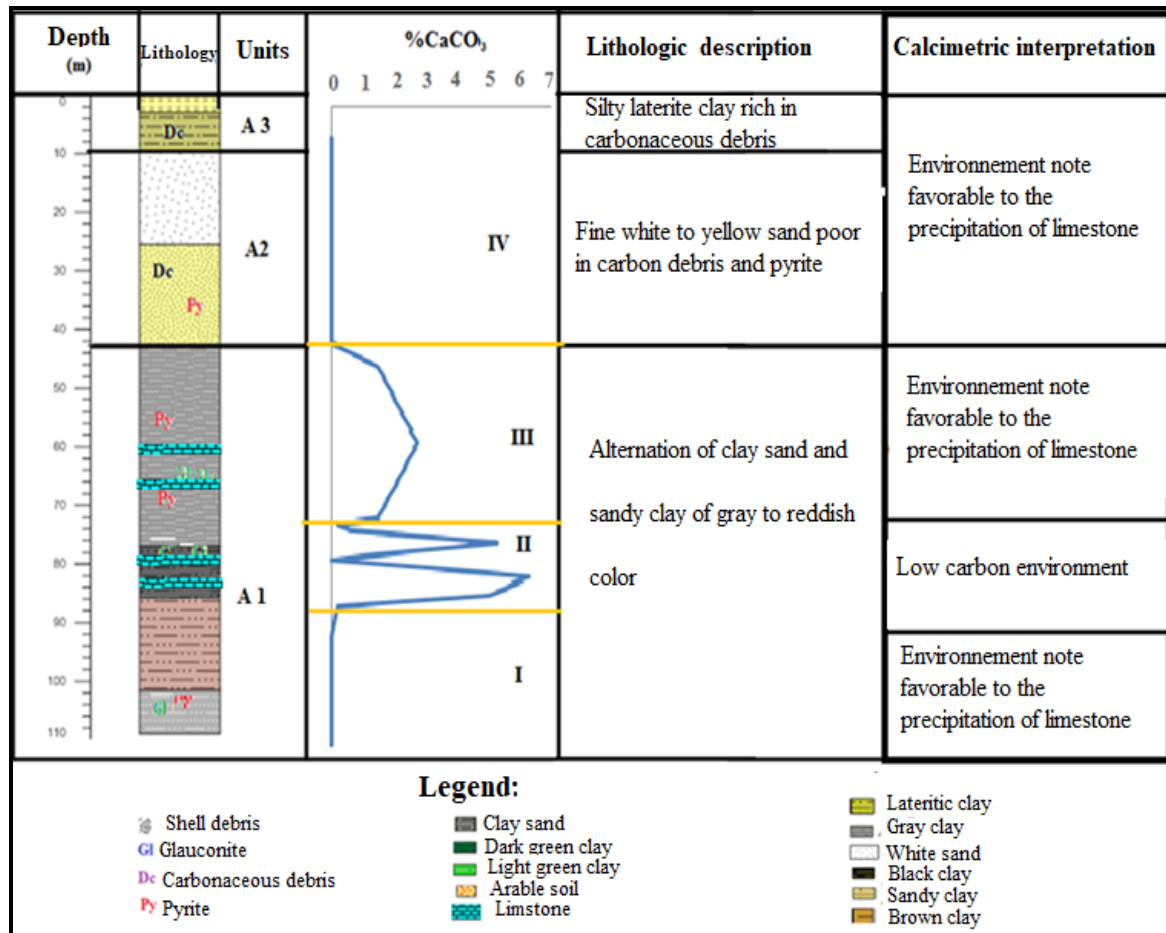 Depth
(m)
Lithology
Units
%CaCO3
0 1 2 3 4 5 6 7
Lithologic description
Calcimetric interpretation
0
10
20
30
40
50
60
70
80
90
100
110
Dc
Dc
Py
Py
Py
Gl
A 3
A2
A 1
IV
III
II
I
Silty laterite clay rich in
carbonaceous debris
Fine white to yellow sand poor
in carbon debris and pyrite
Alternation of clay sand and
sandy clay of gray to reddish
color
Environnement note
favorable to the
precipitation of limestone
Environnement note
favorable to the
precipitation of limestone
Low carbon environment
Environnement note
favorable to the
precipitation of limestone
Legend:
Shell debris
Gl Glauconite
Dc Carbonaceous debris
Py Pyrite
Clay sand
Dark green clay
Light green clay
Arable soil
Limstone
Lateritic clay
Gray clay
White sand
Black clay
Sandy clay
Brown clay